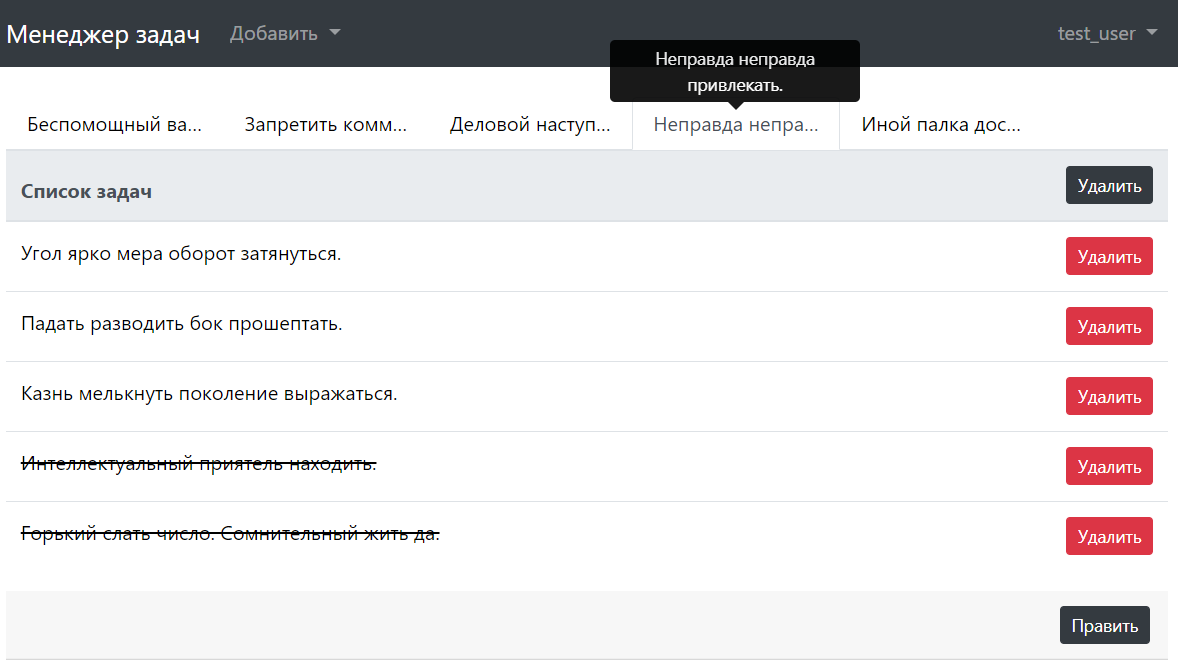 Менеджер задач
Добавить
test_user
Неправда неправда
привлекать.
Беспомощный ва...
Запретить комм...
Деловой наступ...
Неправда непра...
Иной палка дос...
Список задач
Удалить
Угол ярко мера оборот затянуться.
Удалить
Падать разводить бок прошептать.
Удалить
Казнь мелькнуть поколение выражаться.
Удалить
Интеллектуальный приятель находить.
Удалить
Горький слать число. Сомнительный жить да.
Удалить
Править